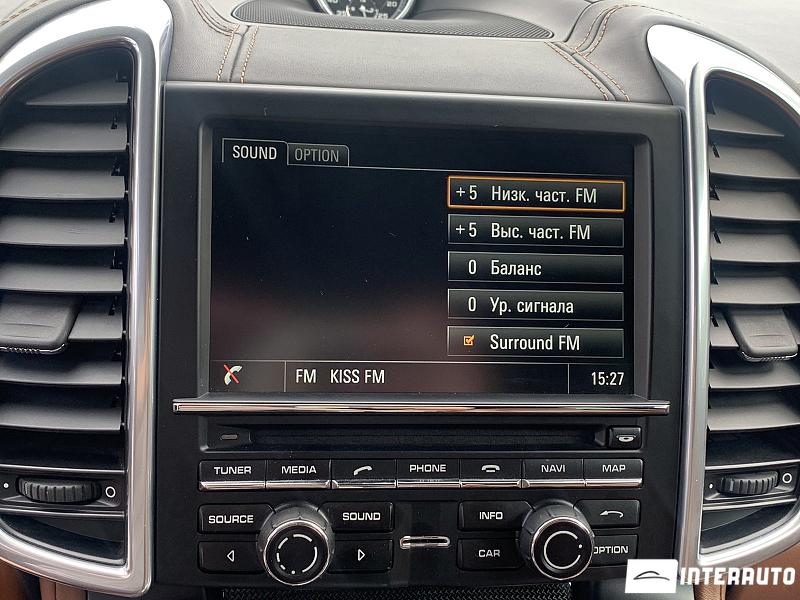 SOUND OPTION
+5 Низк. част. FM
+5 Выс. част. FM
0 Баланс
0 Ур. сигнала
Surround FM
FM KISS FM 15:27
TUNER MEDIA PHONE NAVI MAP
SOURCE SOUND INFO
CAR OPTION
INTERAUTO